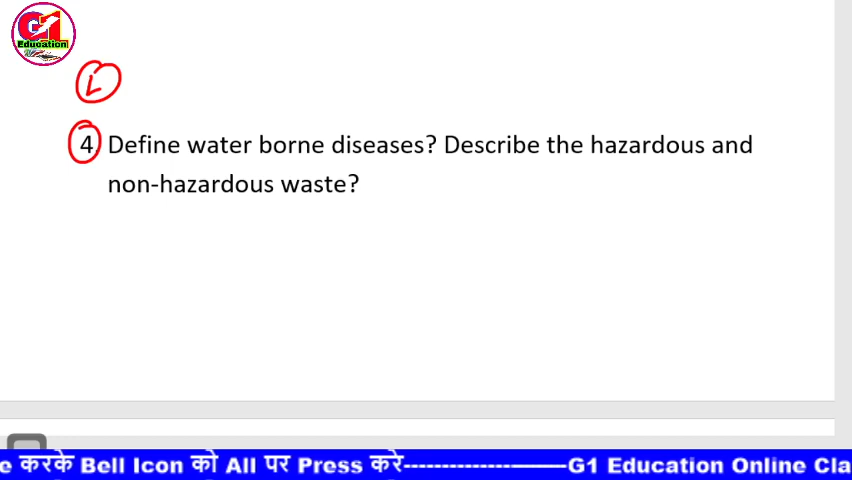 G1
Education
L
4 Define water borne diseases? Describe the hazardous and
non-hazardous waste?
e करके Bell Icon को All पर Press करे--------------------G1 Education Online Cla